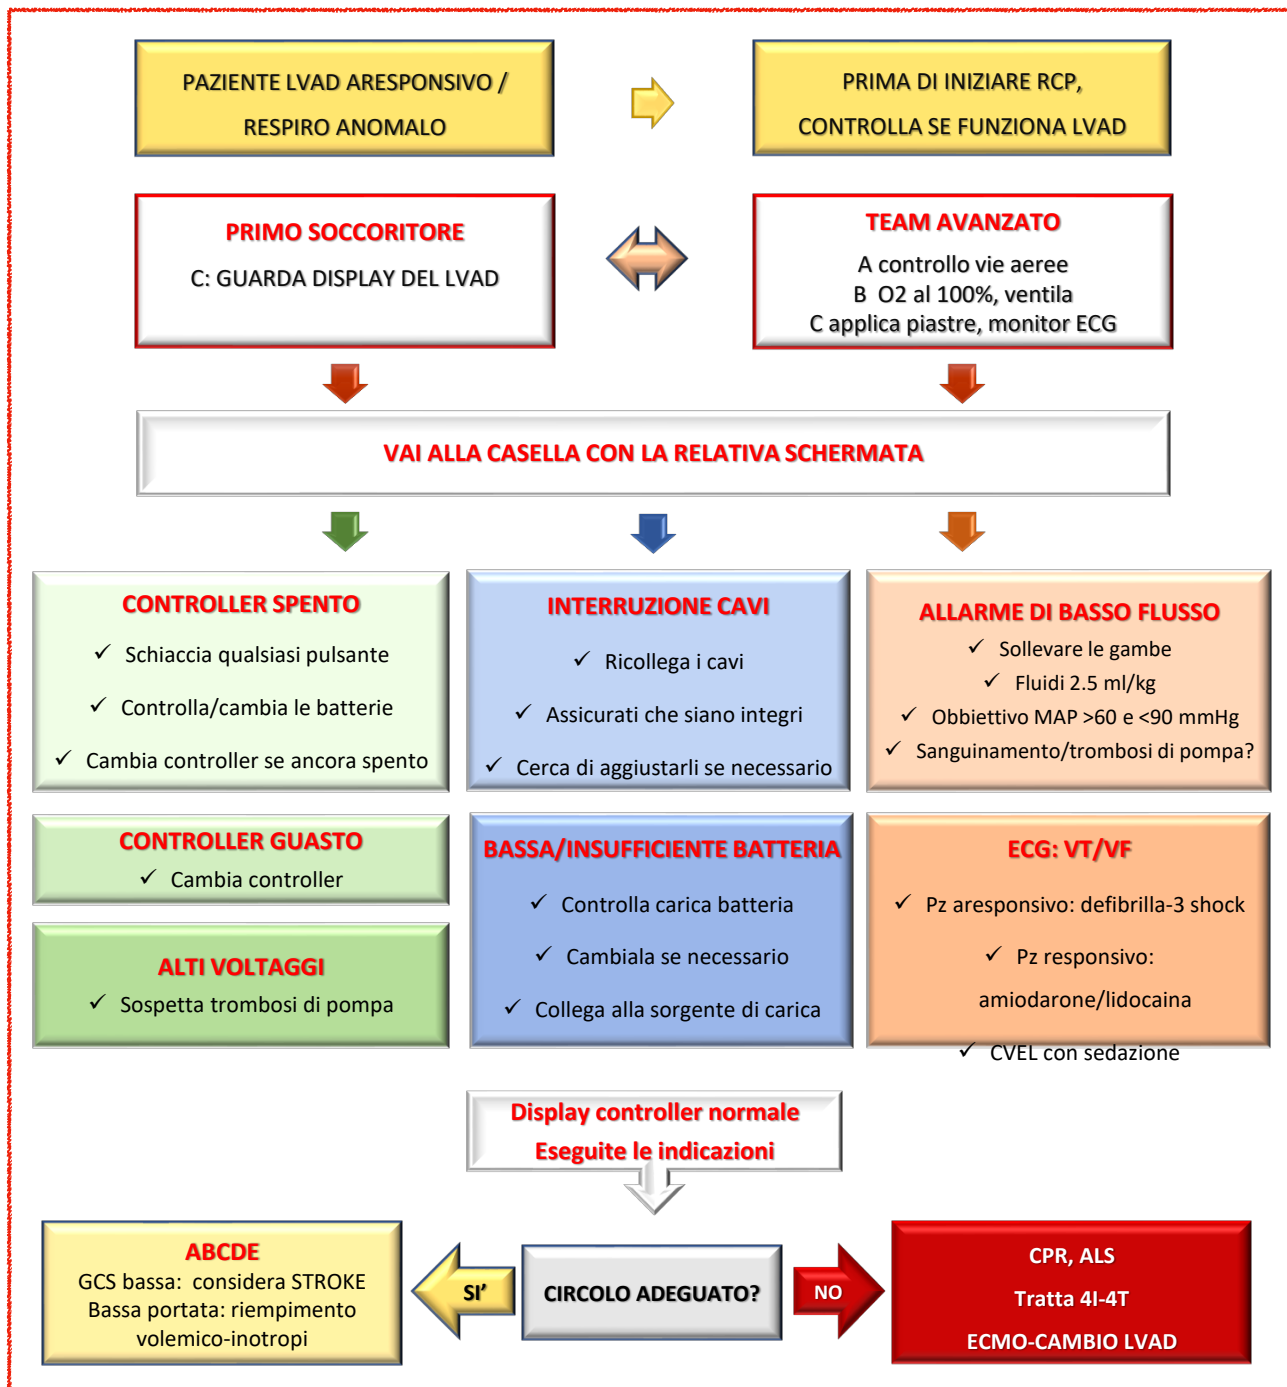 PAZIENTE LVAD ARESPONSIVO /
RESPIRO ANOMALO
PRIMA DI INIZIARE RCP,
CONTROLLA SE FUNZIONA LVAD
PRIMO SOCCORITORE
C: GUARDA DISPLAY DEL LVAD
TEAM AVANZATO
A controllo vie aeree
B O2 al 100%, ventila
C applica piastre, monitor ECG
VAI ALLA CASELLA CON LA RELATIVA SCHERMATA
CONTROLLER SPENTO
✓ Schiaccia qualsiasi pulsante
✓ Controlla/cambia le batterie
✓ Cambia controller se ancora spento
INTERRUZIONE CAVI
✓ Ricollega i cavi
✓ Assicurati che siano integri
✓ Cerca di aggiustarli se necessario
ALLARME DI BASSO FLUSSO
✓ Sollevare le gambe
✓ Fluidi 2.5 ml/kg
✓ Obbiettivo MAP >60 e <90 mmHg
✓ Sanguinamento/trombosi di pompa?
CONTROLLER GUASTO
✓ Cambia controller
ALTI VOLTAGGI
✓ Sospetta trombosi di pompa
BASSA/INSUFFICIENTE BATTERIA
✓ Controlla carica batteria
✓ Cambiala se necessario
✓ Collega alla sorgente di carica
ECG: VT/VF
✓ Pz aresponsivo: defibrilla-3 shock
✓ Pz responsivo:
amiodarone/lidocaina
✓ CVEL con sedazione
Display controller normale
Eseguite le indicazioni
ABCDE
GCS bassa: considera STROKE
Bassa portata: riempimento
volemico-inotropi
SI'
CIRCOLO ADEGUATO?
NO
CPR, ALS
Tratta 4I-4T
ECMO-CAMBIO LVAD